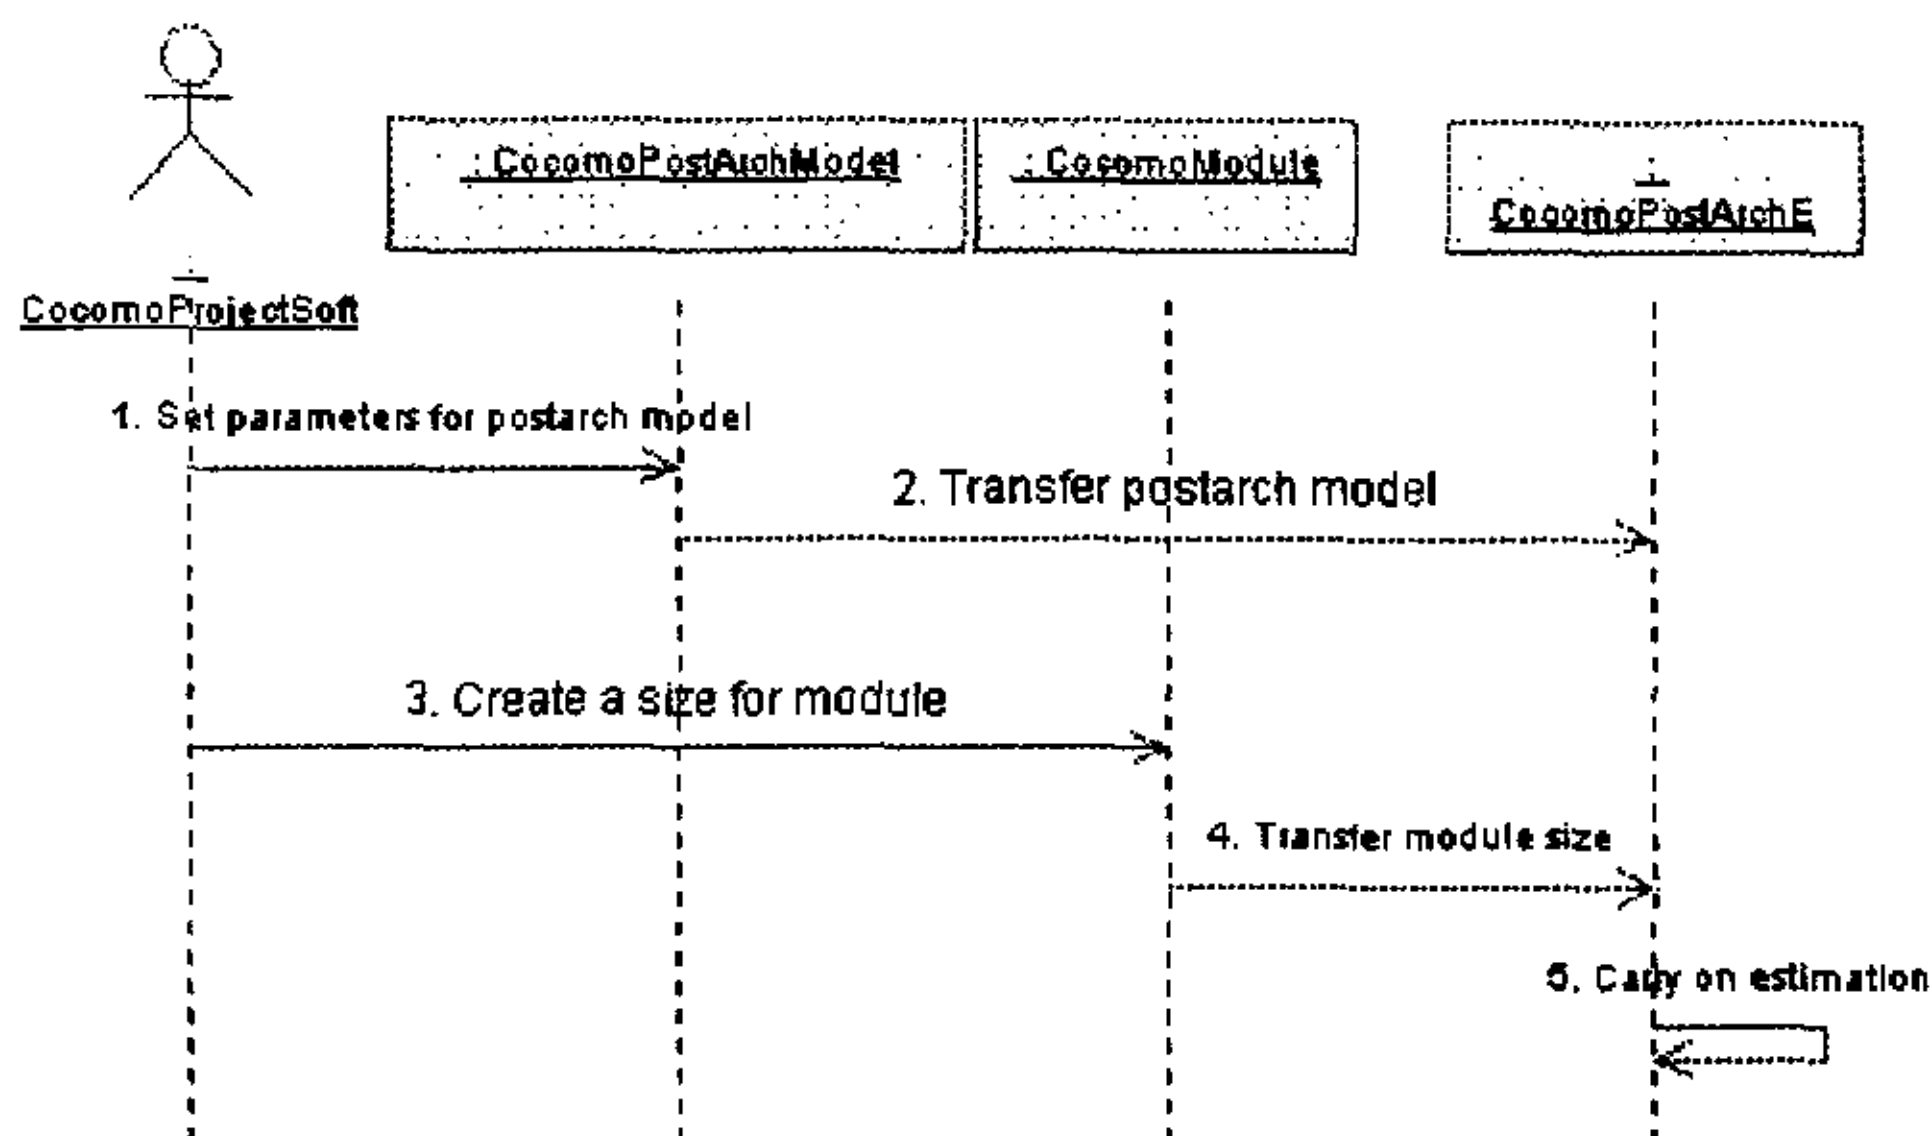 : CocomoPostArchModel
: CocomoModule
:
CocomoPostArchE
:
CocomoProjectSoft
1. Set parameters for postarch model
2. Transfer postarch model
3. Create a size for module
4. Transfer module size
5. Carry on estimation